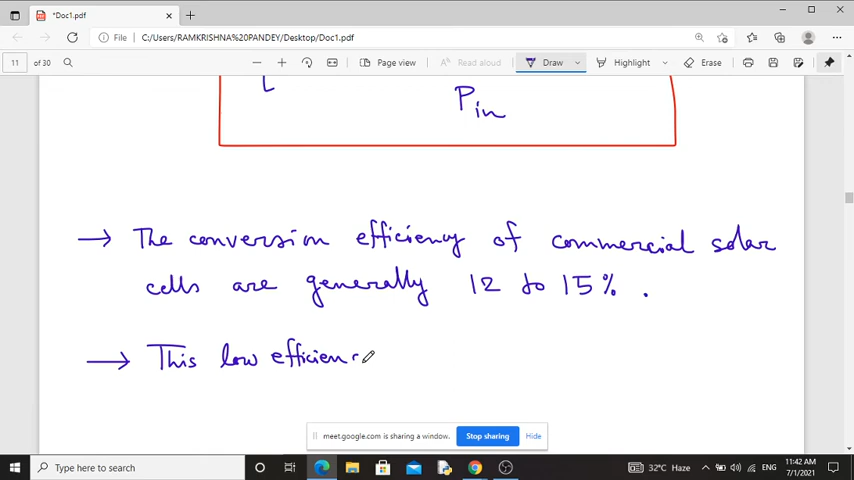 *Doc1.pdf
File C:/Users/RAMKRISHNA%20PANDEY/Desktop/Doc1.pdf
11 of 30 Page view Read aloud Draw Highlight Erase
Pin
→ The conversion efficiency of commercial solar
cells are generally 12 to 15% .
→ This low efficienc
meet.google.com is sharing a window. Stop sharing Hide
Type here to search
32°C Haze ENG 11:42 AM
7/1/2021